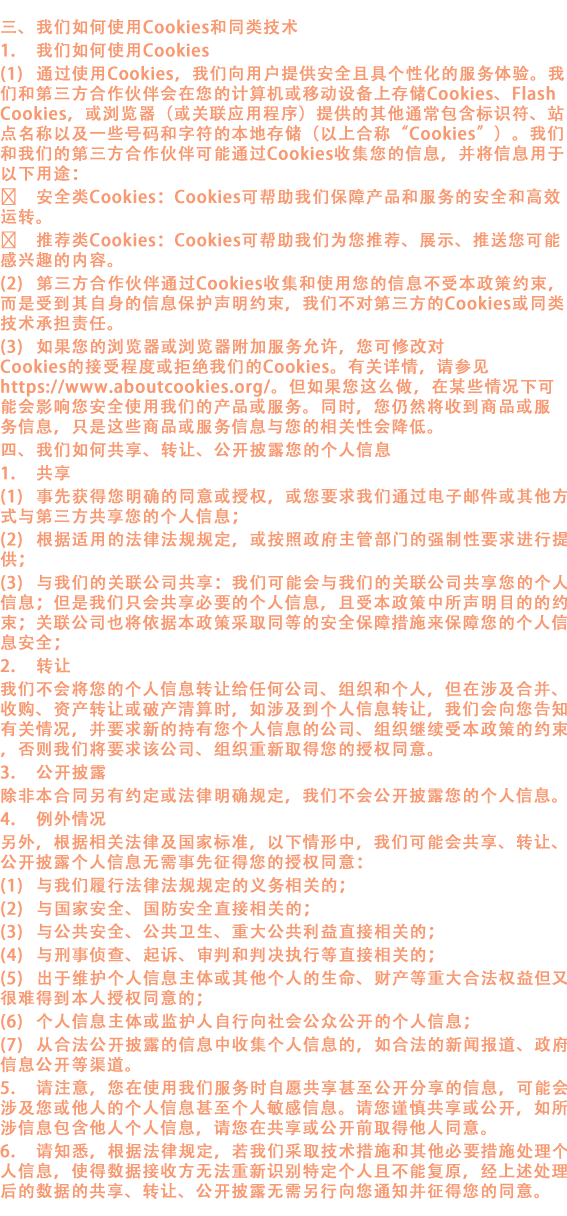 三、我们如何使用Cookies和同类技术
1.  我们如何使用Cookies
(1)  通过使用Cookies，我们向用户提供安全且具个性化的服务体验。我
们和第三方合作伙伴会在您的计算机或移动设备上存储Cookies、Flash
Cookies，或浏览器（或关联应用程序）提供的其他通常包含标识符、站
点名称以及一些号码和字符的本地存储（以上合称“Cookies”）。我们
和我们的第三方合作伙伴可能通过Cookies收集您的信息，并将信息用于
以下用途：
安全类Cookies：Cookies可帮助我们保障产品和服务的安全和高效
运转。
推荐类Cookies：Cookies可帮助我们为您推荐、展示、推送您可能
感兴趣的内容。
(2)  第三方合作伙伴通过Cookies收集和使用您的信息不受本政策约束，
而是受到其自身的信息保护声明约束，我们不对第三方的Cookies或同类
技术承担责任。
(3)  如果您的浏览器或浏览器附加服务允许，您可修改对
Cookies的接受程度或拒绝我们的Cookies。有关详情，请参见
https://www.aboutcookies.org/。但如果您这么做，在某些情况下可
能会影响您安全使用我们的产品或服务。同时，您仍然将收到商品或服
务信息，只是这些商品或服务信息与您的相关性会降低。
四、我们如何共享、转让、公开披露您的个人信息
1.  共享
(1)  事先获得您明确的同意或授权，或您要求我们通过电子邮件或其他方
式与第三方共享您的个人信息；
(2)  根据适用的法律法规规定，或按照政府主管部门的强制性要求进行提
供；
(3)  与我们的关联公司共享：我们可能会与我们的关联公司共享您的个人
信息；但是我们只会共享必要的个人信息，且受本政策中所声明目的的约
束；关联公司也将依据本政策采取同等的安全保障措施来保障您的个人信
息安全；
2.  转让
我们不会将您的个人信息转让给任何公司、组织和个人，但在涉及合并、
收购、资产转让或破产清算时，如涉及到个人信息转让，我们会向您告知
有关情况，并要求新的持有您个人信息的公司、组织继续受本政策的约束
，否则我们将要求该公司、组织重新取得您的授权同意。
3.  公开披露
除非本合同另有约定或法律明确规定，我们不会公开披露您的个人信息。
4.  例外情况
另外，根据相关法律及国家标准，以下情形中，我们可能会共享、转让、
公开披露个人信息无需事先征得您的授权同意：
(1)  与我们履行法律法规规定的义务相关的；
(2)  与国家安全、国防安全直接相关的；
(3)  与公共安全、公共卫生、重大公共利益直接相关的；
(4)  与刑事侦查、起诉、审判和判决执行等直接相关的；
(5)  出于维护个人信息主体或其他个人的生命、财产等重大合法权益但又
很难得到本人授权同意的；
(6)  个人信息主体或监护人自行向社会公众公开的个人信息；
(7)  从合法公开披露的信息中收集个人信息的，如合法的新闻报道、政府
信息公开等渠道。
5.  请注意，您在使用我们服务时自愿共享甚至公开分享的信息，可能会
涉及您或他人的个人信息甚至个人敏感信息。请您谨慎共享或公开，如所
涉信息包含他人个人信息，请您在共享或公开前取得他人同意。
6.  请知悉，根据法律规定，若我们采取技术措施和其他必要措施处理个
人信息，使得数据接收方无法重新识别特定个人且不能复原，经上述处理
后的数据的共享、转让、公开披露无需另行向您通知并征得您的同意。